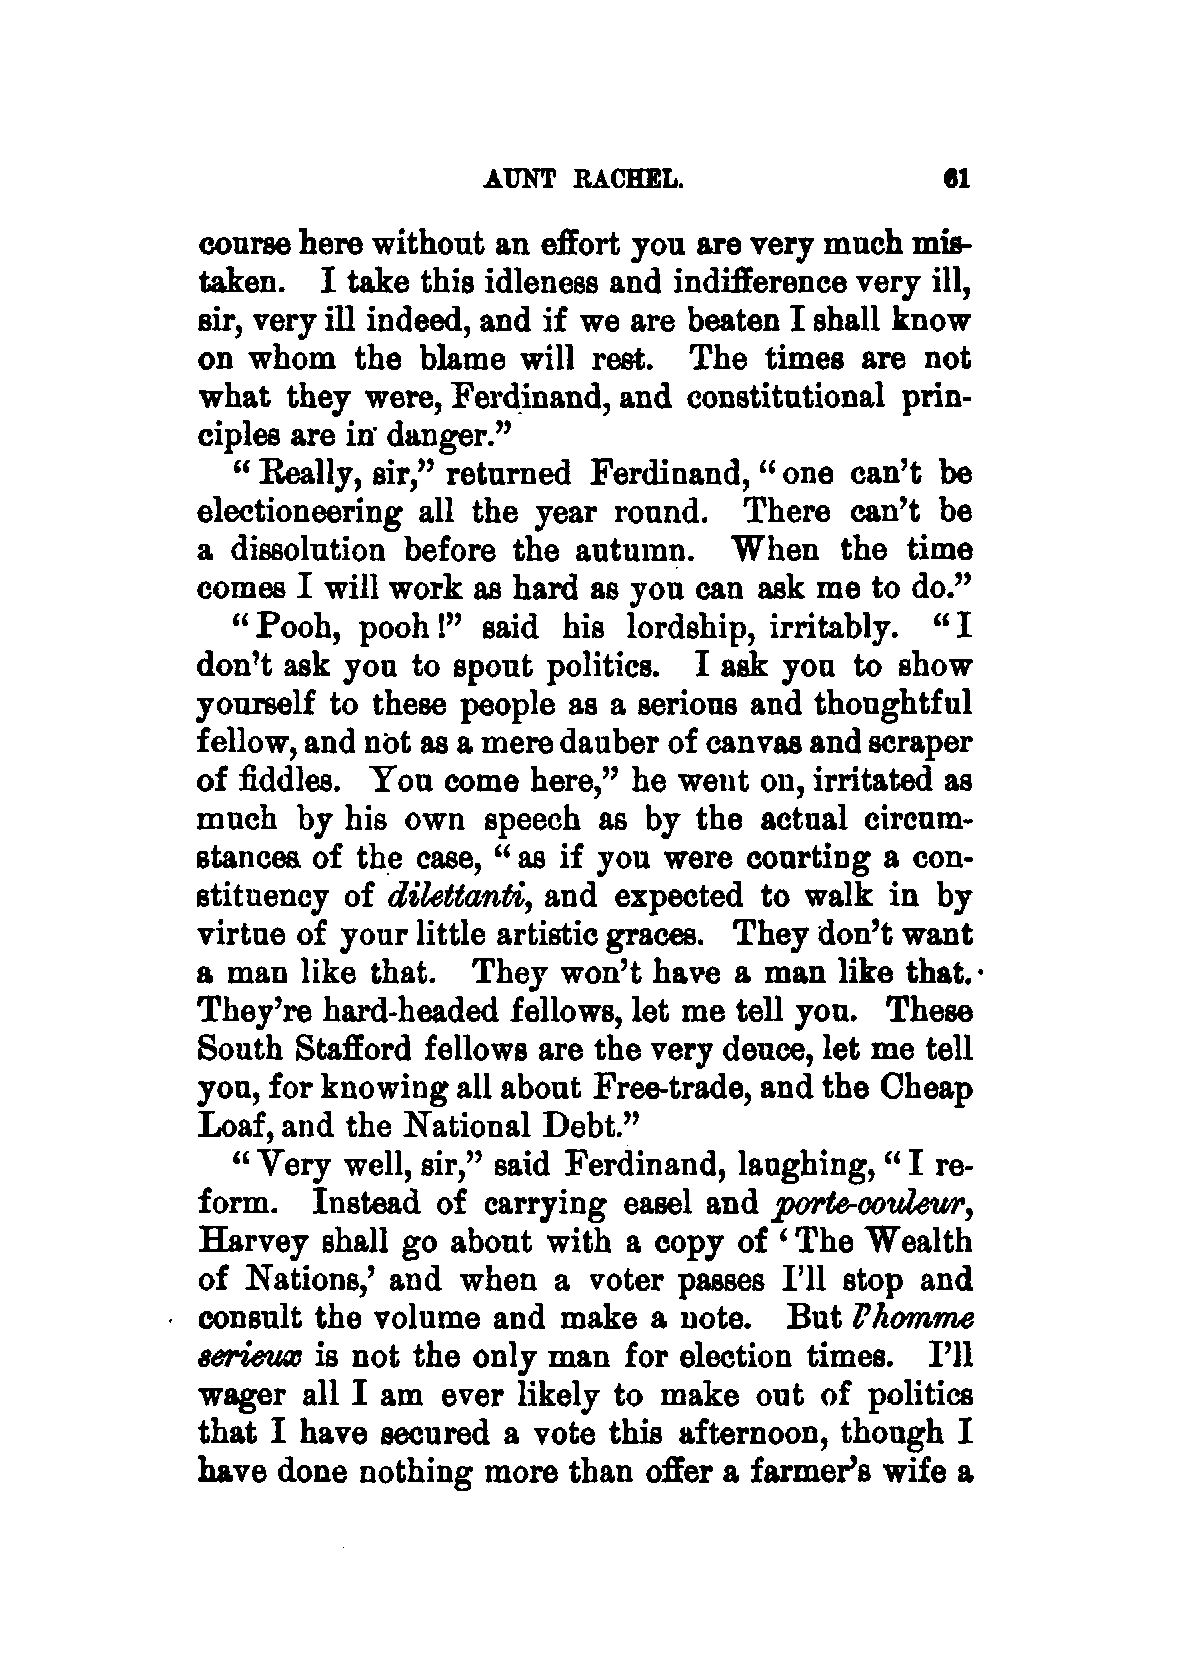 AUNT RACHEL. 61
course here without an effort you are very much mis-
taken. I take this idleness and indifference very ill,
sir, very ill indeed, and if we are beaten I shall know
on whom the blame will rest. The times are not
what they were, Ferdinand, and constitutional prin-
ciples are in danger.”
“Really, sir,” returned Ferdinand, “one can’t be
electioneering all the year round. There can’t be
a dissolution before the autumn. When the time
comes I will work as hard as you can ask me to do.”
“Pooh, pooh!” said his lordship, irritably. “I
don’t ask you to spout politics. I ask you to show
yourself to these people as a serious and thoughtful
fellow, and not as a mere dauber of canvas and scraper
of fiddles. You come here,” he went on, irritated as
much by his own speech as by the actual circum-
stances of the case, “as if you were courting a con-
stituency of dilettanti, and expected to walk in by
virtue of your little artistic graces. They don’t want
a man like that. They won’t have a man like that.
They’re hard-headed fellows, let me tell you. These
South Stafford fellows are the very deuce, let me tell
you, for knowing all about Free-trade, and the Cheap
Loaf, and the National Debt.”
“Very well, sir,” said Ferdinand, laughing, “I re-
form. Instead of carrying easel and porte-couleur,
Harvey shall go about with a copy of ‘The Wealth
of Nations,’ and when a voter passes I’ll stop and
consult the volume and make a note. But l’homme
serieux is not the only man for election times. I’ll
wager all I am ever likely to make out of politics
that I have secured a vote this afternoon, though I
have done nothing more than offer a farmer’s wife a